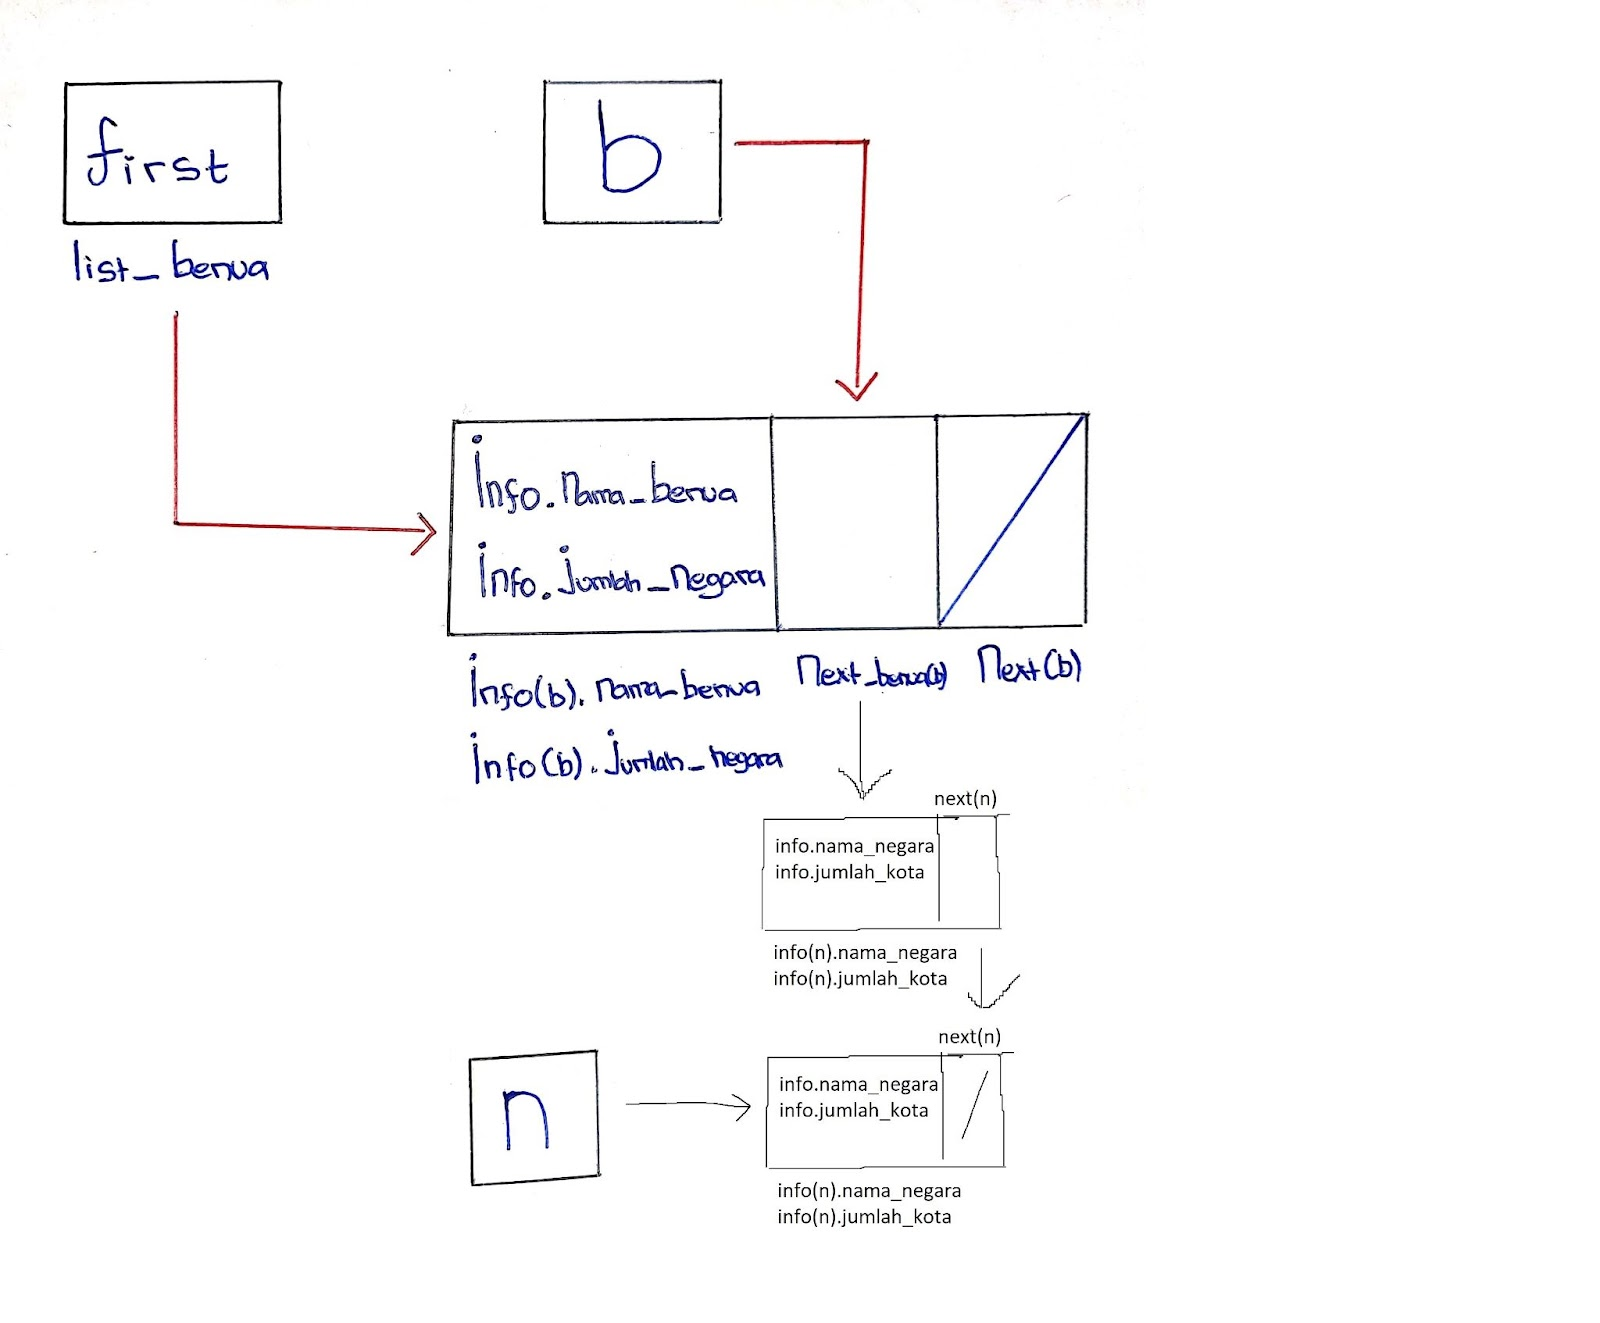 first
b
list_benua
info.nama_benua
info.jumlah_negara
info(b).nama_benua
next_benua(b)
next(b)
info(b).jumlah_negara
next(n)
info.nama_negara
info.jumlah_kota
info(n).nama_negara
info(n).jumlah_kota
next(n)
n
info.nama_negara
info.jumlah_kota
info(n).nama_negara
info(n).jumlah_kota